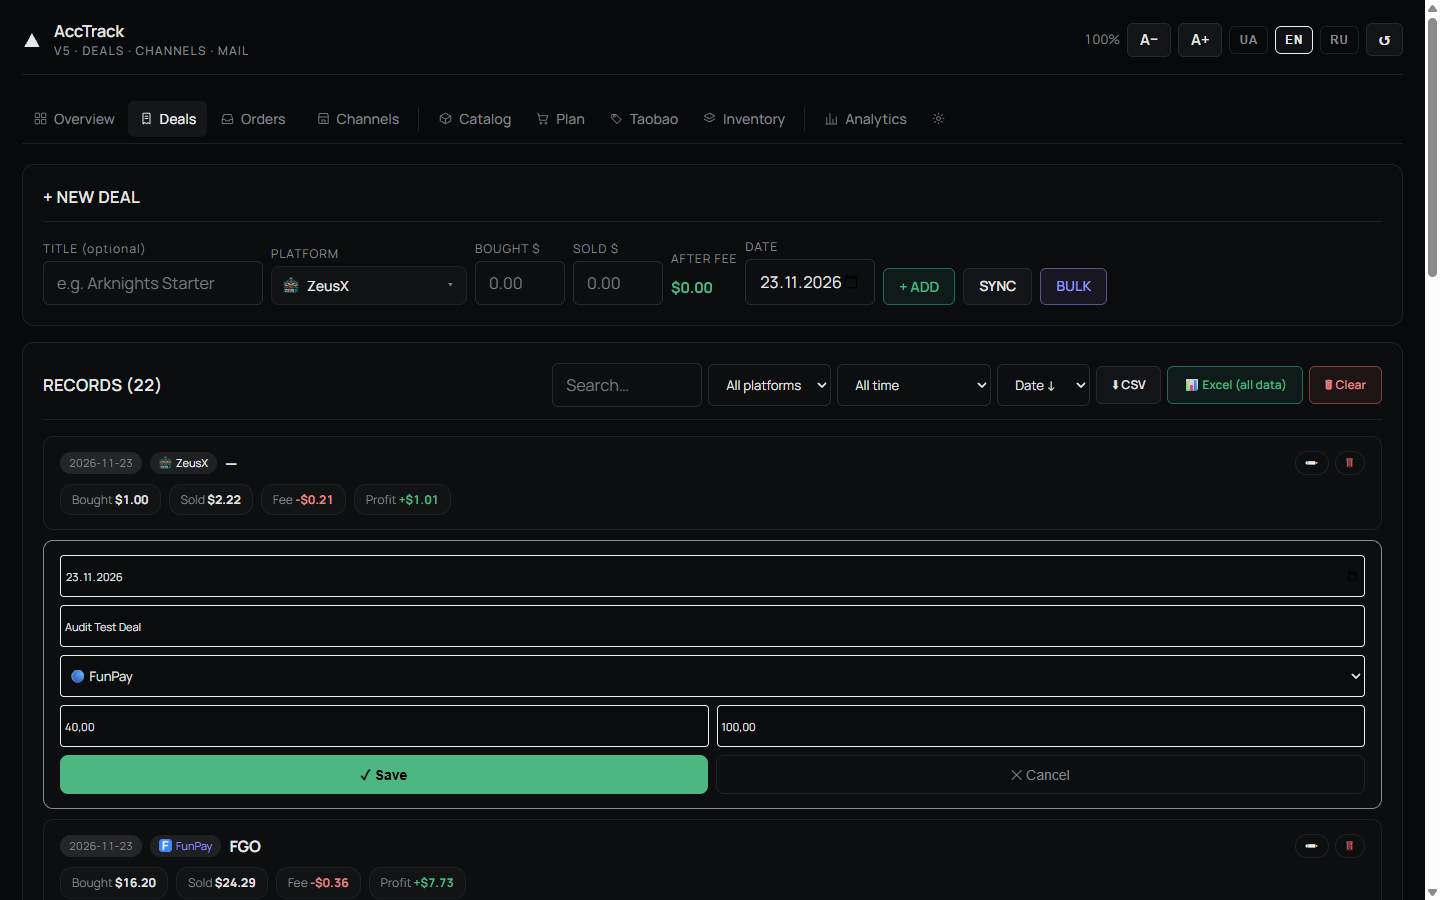 AccTrack
V5 · DEALS · CHANNELS · MAIL
100% A− A+ UA EN RU ↺
Overview Deals Orders Channels Catalog Plan Taobao Inventory Analytics
+ NEW DEAL
TITLE (optional) PLATFORM BOUGHT $ SOLD $ AFTER FEE DATE
e.g. Arknights Starter ZeusX 0.00 0.00 $0.00 23.11.2026 + ADD SYNC BULK
RECORDS (22) Search... All platforms All time Date ↓ ⬇CSV Excel (all data) Clear
2026-11-23 ZeusX —
Bought $1.00 Sold $2.22 Fee -$0.21 Profit +$1.01
23.11.2026
Audit Test Deal
FunPay
40,00 100,00
✓ Save ✕ Cancel
2026-11-23 F FunPay FGO
Bought $16.20 Sold $24.29 Fee -$0.36 Profit +$7.73